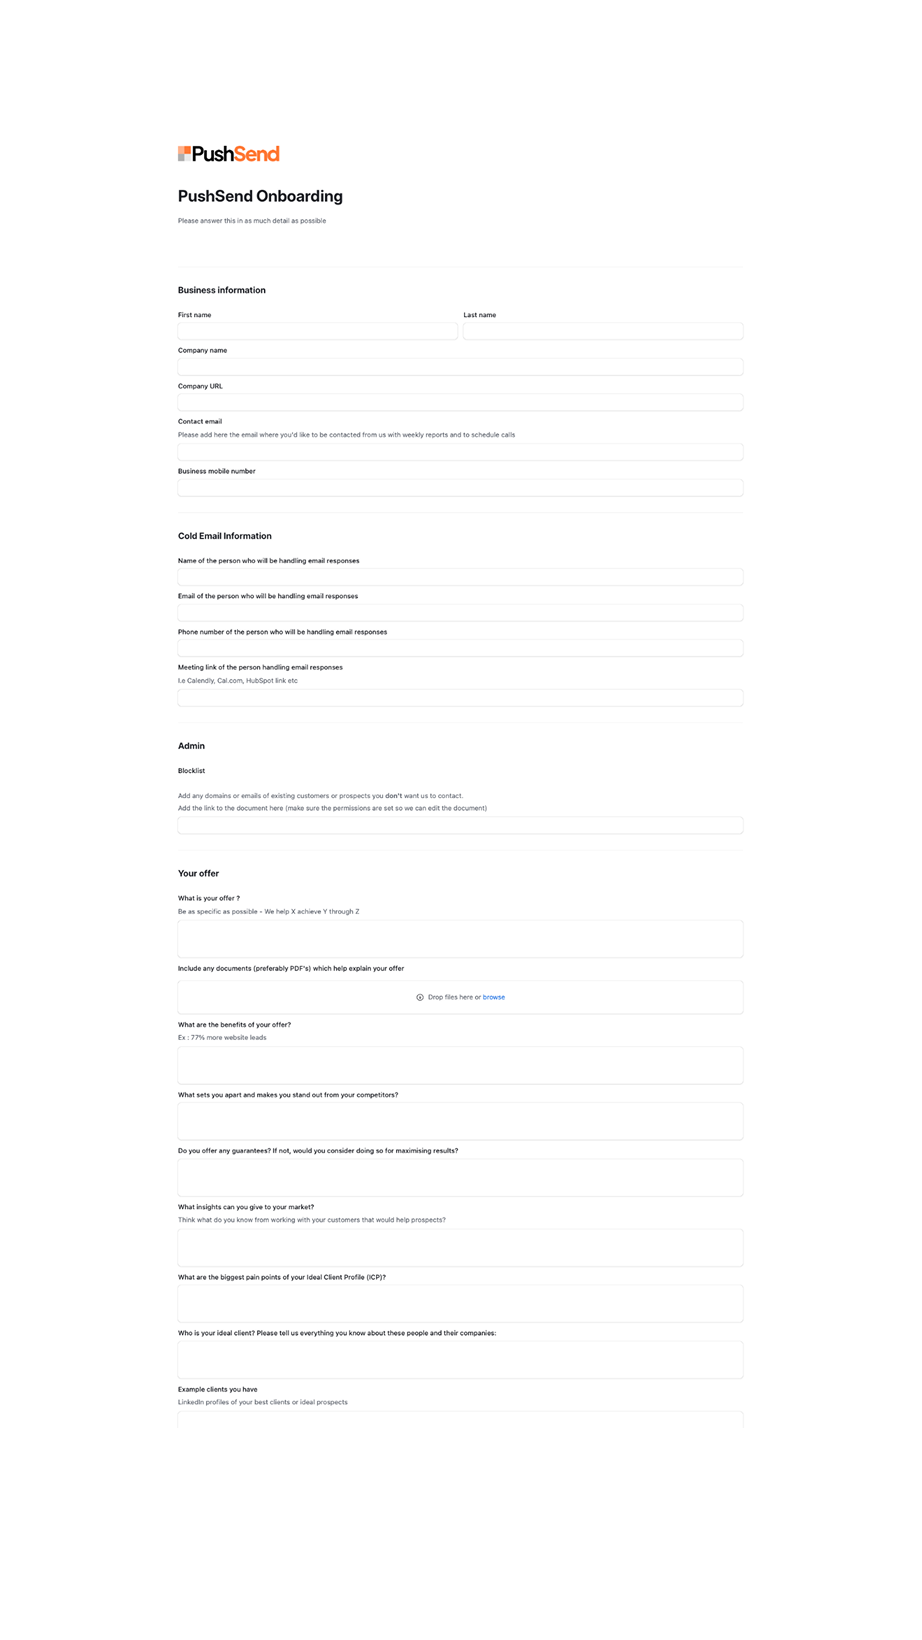 PushSend
PushSend Onboarding
Please answer this in as much detail as possible
Business information
First name
Last name
Company name
Company URL
Contact email
Please add here the email where you'd like to be contacted from us with weekly reports and to schedule calls
Business mobile number
Cold Email Information
Name of the person who will be handling email responses
Email of the person who will be handling email responses
Phone number of the person who will be handling email responses
Meeting link of the person handling email responses
I.e Calendly, Cal.com, HubSpot link etc
Admin
Blocklist
Add any domains or emails of existing customers or prospects you don't want us to contact.
Add the link to the document here (make sure the permissions are set so we can edit the document)
Your offer
What is your offer ?
Be as specific as possible - We help X achieve Y through Z
Include any documents (preferably PDF's) which help explain your offer
Drop files here or browse
What are the benefits of your offer?
Ex : 77% more website leads
What sets you apart and makes you stand out from your competitors?
Do you offer any guarantees? If not, would you consider doing so for maximising results?
What insights can you give to your market?
Think what do you know from working with your customers that would help prospects?
What are the biggest pain points of your Ideal Client Profile (ICP)?
Who is your ideal client? Please tell us everything you know about these people and their companies:
Example clients you have
LinkedIn profiles of your best clients or ideal prospects